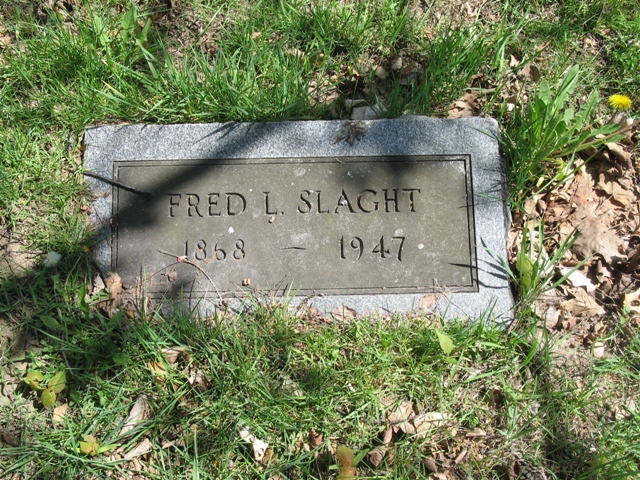 FRED L. SLAGHT
1868 — 1947